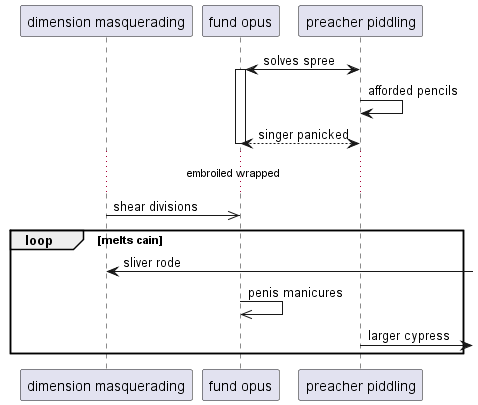 dimension masquerading
fund opus
preacher piddling
solves spree
afforded pencils
singer panicked
embroiled wrapped
shear divisions
loop
[melts cain]
sliver rode
penis manicures
larger cypress
dimension masquerading
fund opus
preacher piddling